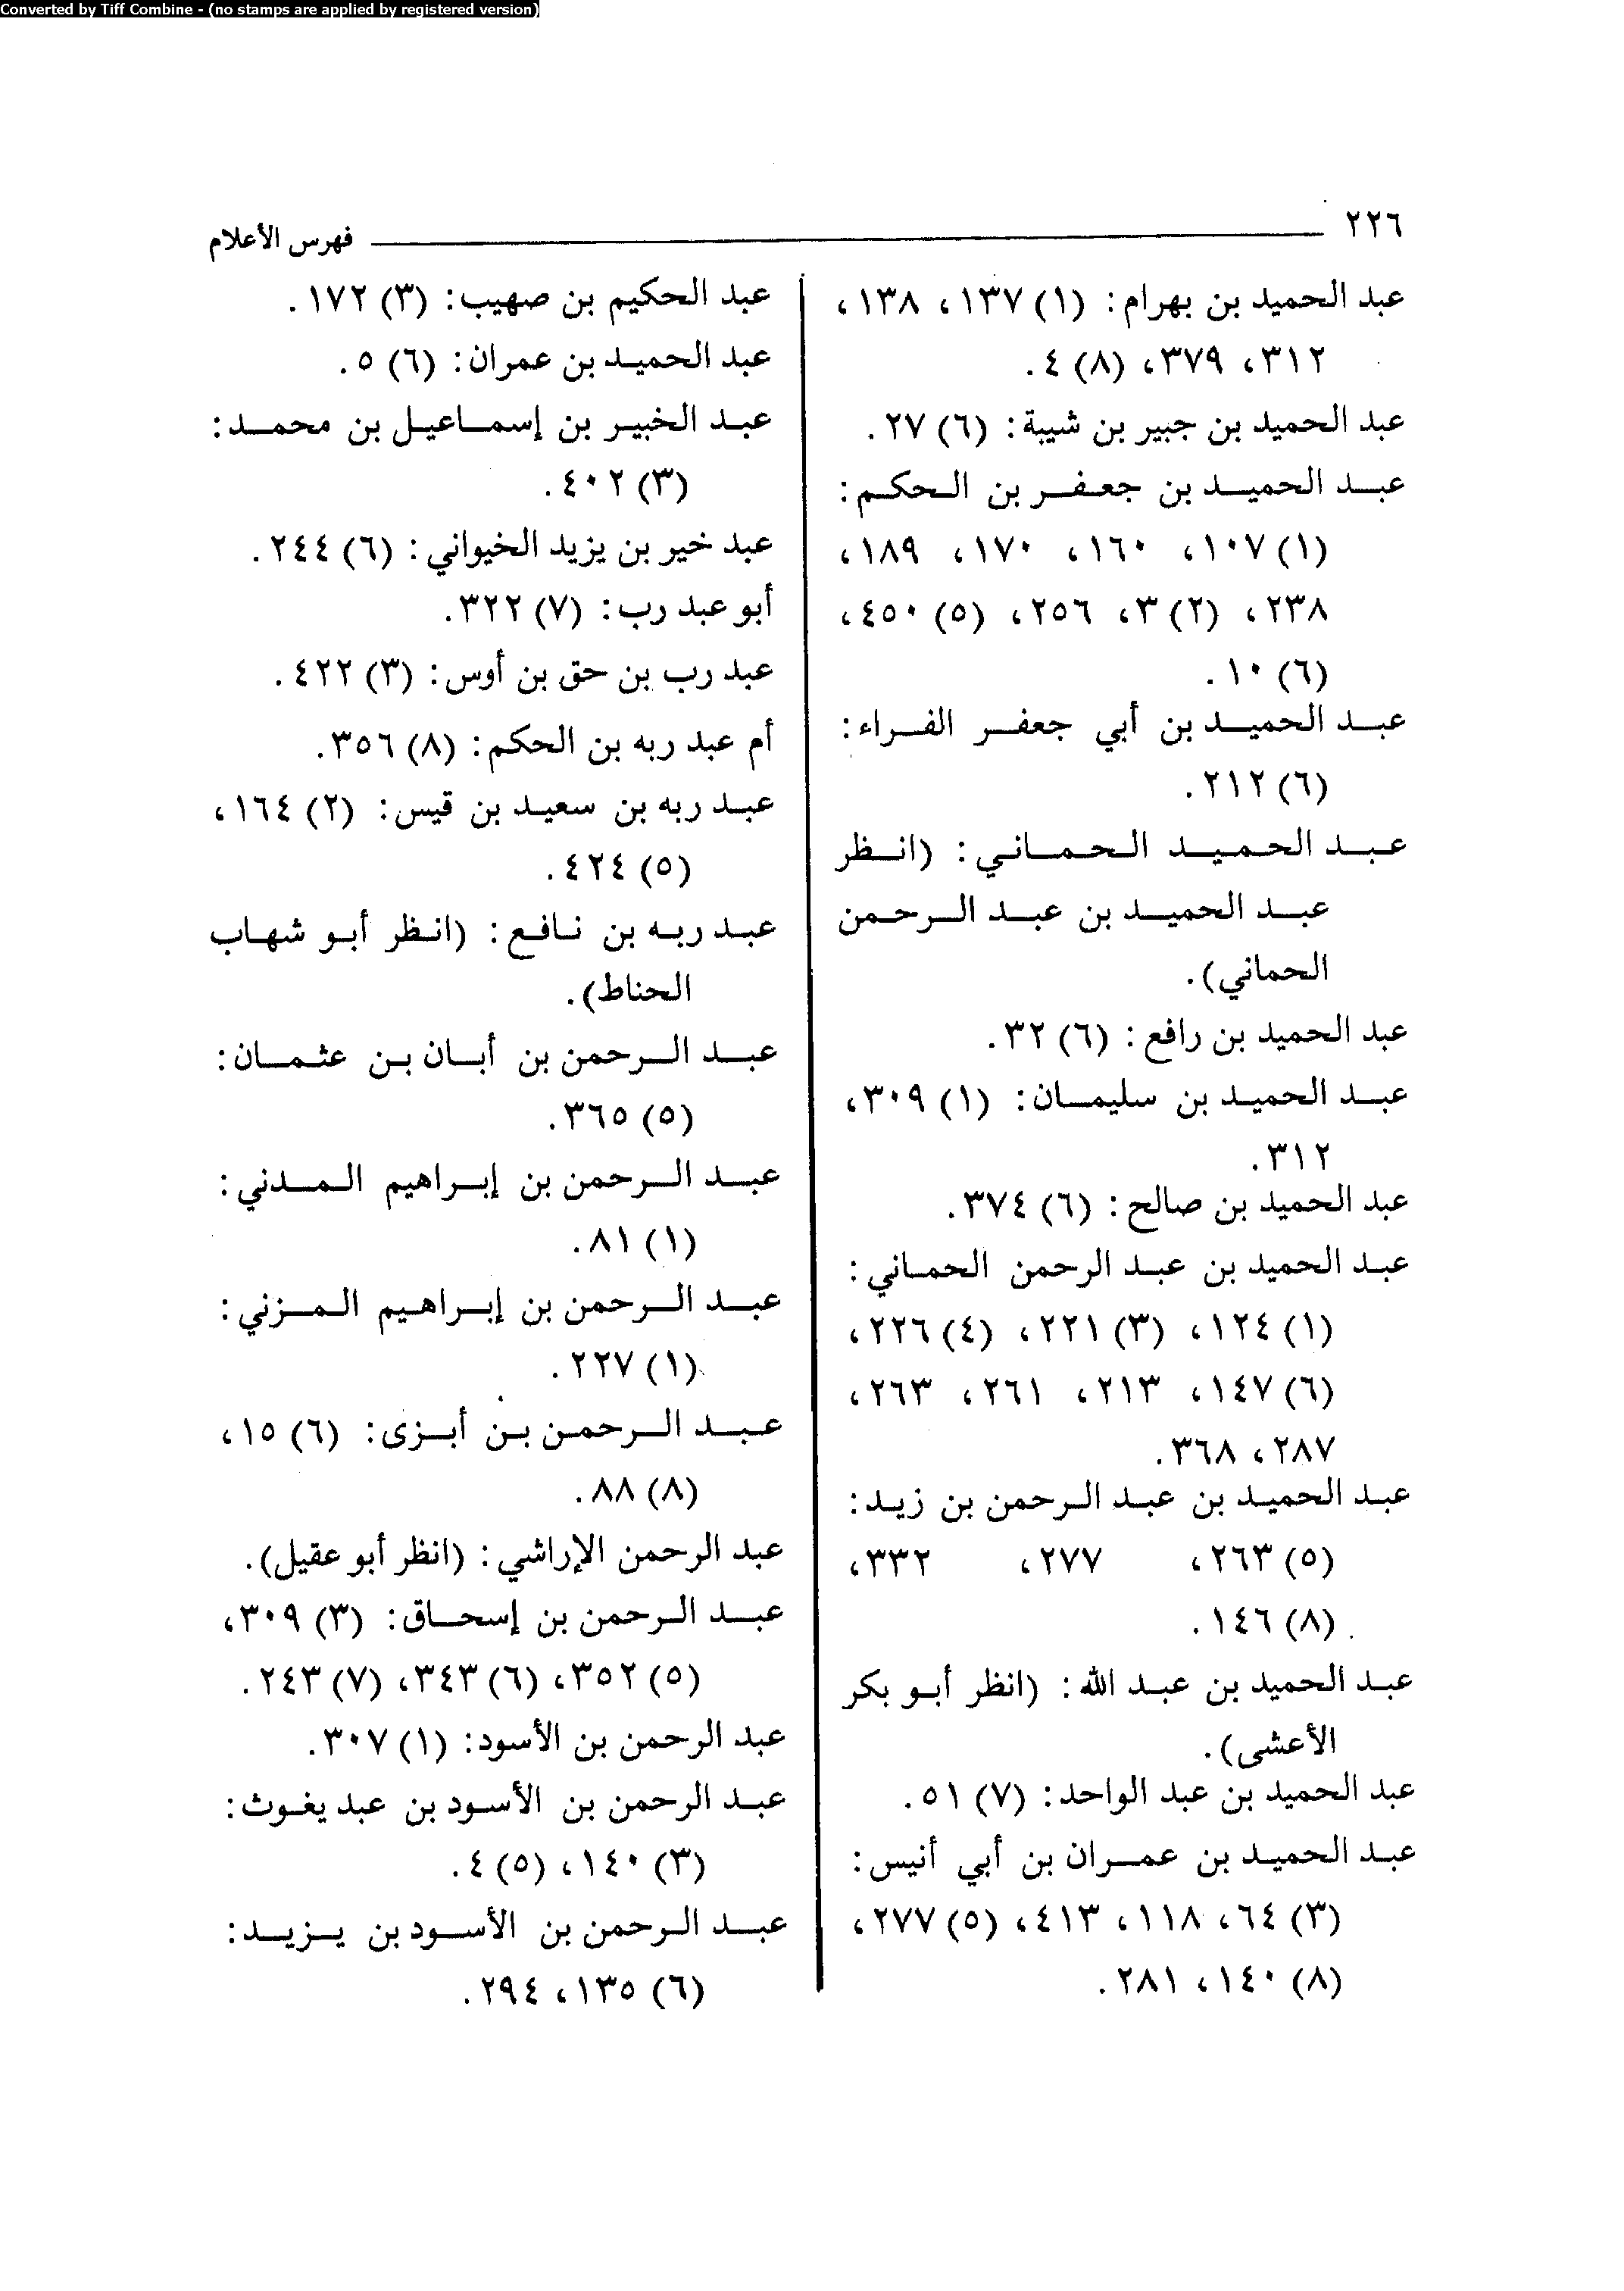 Converted by Tiff Combine - (no stamps are applied by registered version)
٢٢٦
فهرس الأعلام
عبد الحميد بن بهرام: (١) ١٣٧، ١٣٨،
٣١٢، ٣٧٩، (٨) ٤.
عبد الحميد بن جبير بن شيبة: (٦) ٢٧.
عبد الحميد بن جعفر بن الحكم:
(١) ١٠٧، ١٦٠، ١٧٠، ١٨٩،
٢٣٨، (٢) ٣، ٢٥٦، (٥) ٤٥٠،
(٦) ١٠.
عبد الحميد بن أبي جعفر الفراء:
(٦) ٢١٢.
عبد الحميد الحماني: (انظر
عبد الحميد بن عبد الرحمن
الحماني).
عبد الحميد بن رافع: (٦) ٣٢.
عبد الحميد بن سليمان: (١) ٣٠٩،
٣١٢.
عبد الحميد بن صالح: (٦) ٣٧٤.
عبد الحميد بن عبد الرحمن الحماني:
(١) ١٢٤، (٣) ٢٢١، (٤) ٢٢٦،
(٦) ١٤٧، ٢١٣، ٢٦١، ٢٦٣،
٢٨٧، ٣٦٨.
عبد الحميد بن عبد الرحمن بن زيد:
(٥) ٢٦٣، ٢٧٧، ٣٣٢،
(٨) ١٤٦.
عبد الحميد بن عبد الله: (انظر أبو بكر
الأعشى).
عبد الحميد بن عبد الواحد: (٧) ٥١.
عبد الحميد بن عمران بن أبي أنيس:
(٣) ٦٤، ١١٨، ٤١٣، (٥) ٢٧٧،
(٨) ١٤٠، ٢٨١.
عبد الحكيم بن صهيب: (٣) ١٧٢.
عبد الحميد بن عمران: (٦) ٥.
عبد الخبير بن إسماعيل بن محمد:
(٣) ٤٠٢.
عبد خير بن يزيد الخيواني: (٦) ٢٤٤.
أبو عبد رب: (٧) ٣٢٢.
عبد رب بن حق بن أوس: (٣) ٤٢٢.
أم عبد ربه بن الحكم: (٨) ٣٥٦.
عبد ربه بن سعيد بن قيس: (٢) ١٦٤،
(٥) ٤٢٤.
عبد ربه بن نافع: (انظر أبو شهاب
الحناط).
عبد الرحمن بن أبان بن عثمان:
(٥) ٣٦٥.
عبد الرحمن بن إبراهيم المدني:
(١) ٨١.
عبد الرحمن بن إبراهيم المزني:
(١) ٢٢٧.
عبد الرحمن بن أبزى: (٦) ١٥،
(٨) ٨٨.
عبد الرحمن الإراشي: (انظر أبو عقيل).
عبد الرحمن بن إسحاق: (٣) ٣٠٩،
(٥) ٣٥٢، (٦) ٣٤٣، (٧) ٢٤٣.
عبد الرحمن بن الأسود: (١) ٣٠٧.
عبد الرحمن بن الأسود بن عبد يغوث:
(٣) ١٤٠، (٥) ٤.
عبد الرحمن بن الأسود بن يزيد:
(٦) ١٣٥، ٢٩٤.